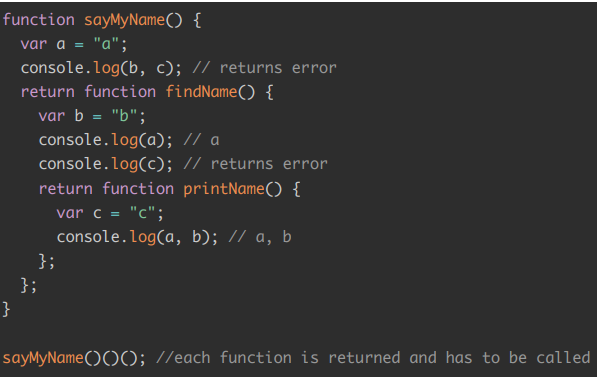 function sayMyName() {
  var a = "a";
  console.log(b, c); // returns error
  return function findName() {
    var b = "b";
    console.log(a); // a
    console.log(c); // returns error
    return function printName() {
      var c = "c";
      console.log(a, b); // a, b
    };
  };
}

sayMyName()()(); //each function is returned and has to be called